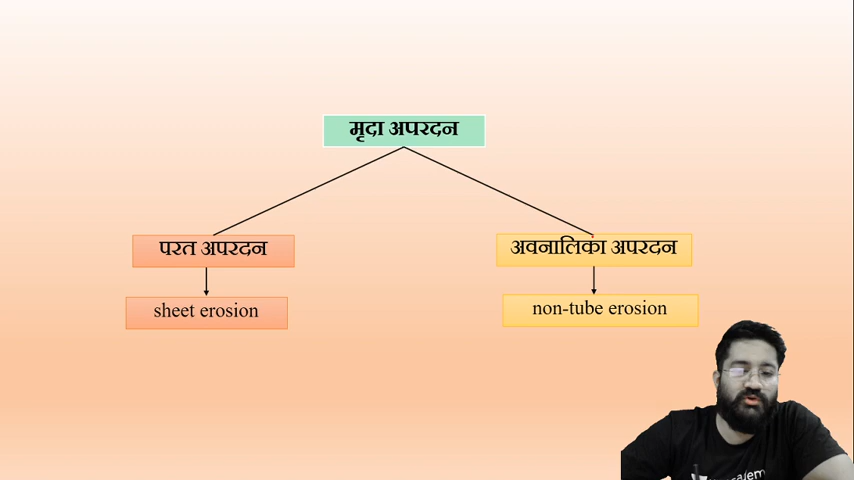 मृदा अपरदन
परत अपरदन
अवनालिका अपरदन
sheet erosion
non-tube erosion